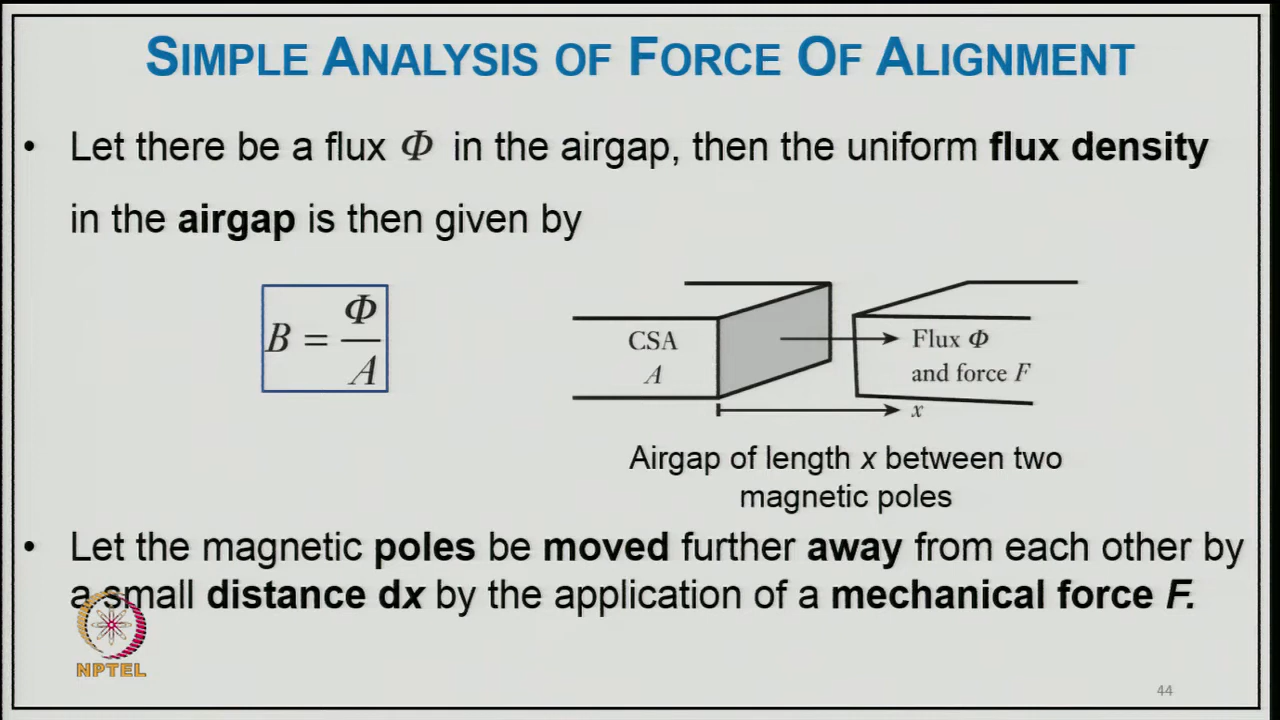 SIMPLE ANALYSIS OF FORCE OF ALIGNMENT
• Let there be a flux Φ in the airgap, then the uniform flux density
in the airgap is then given by
B = Φ / A
CSA
A
Flux Φ
and force F
x
Airgap of length x between two
magnetic poles
• Let the magnetic poles be moved further away from each other by
a small distance dx by the application of a mechanical force F.
NPTEL
44